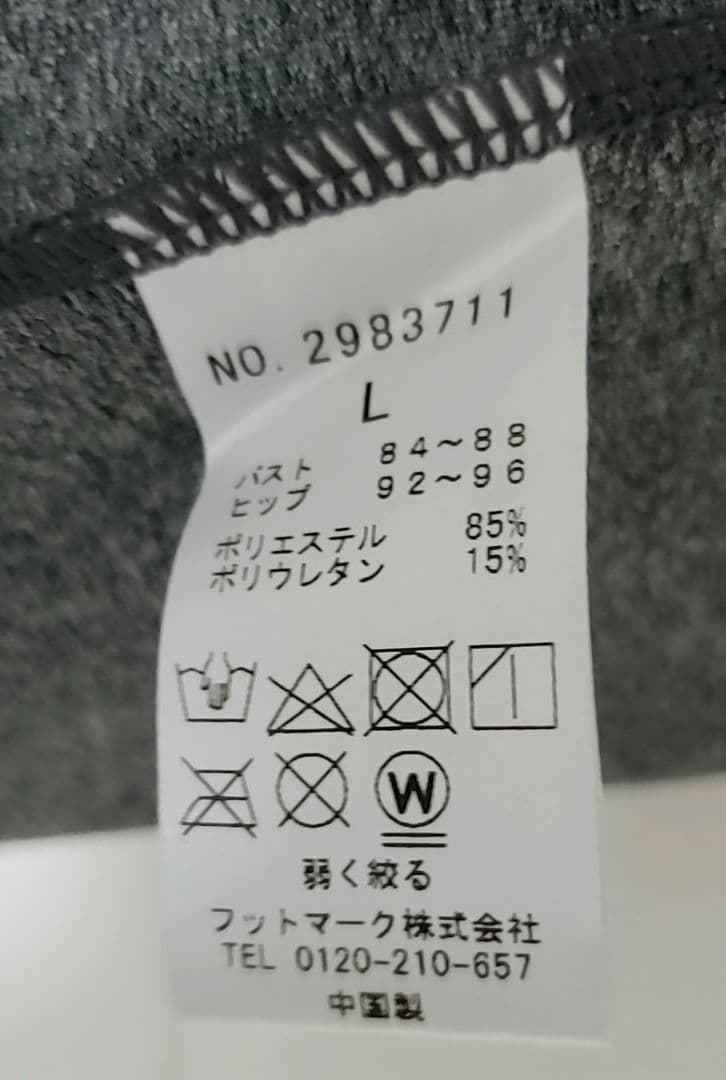 NO. 2983711
L
バスト 84～88
ヒップ 92～96
ポリエステル 85%
ポリウレタン 15%
W
弱く絞る
フットマーク株式会社
TEL 0120-210-657
中国製